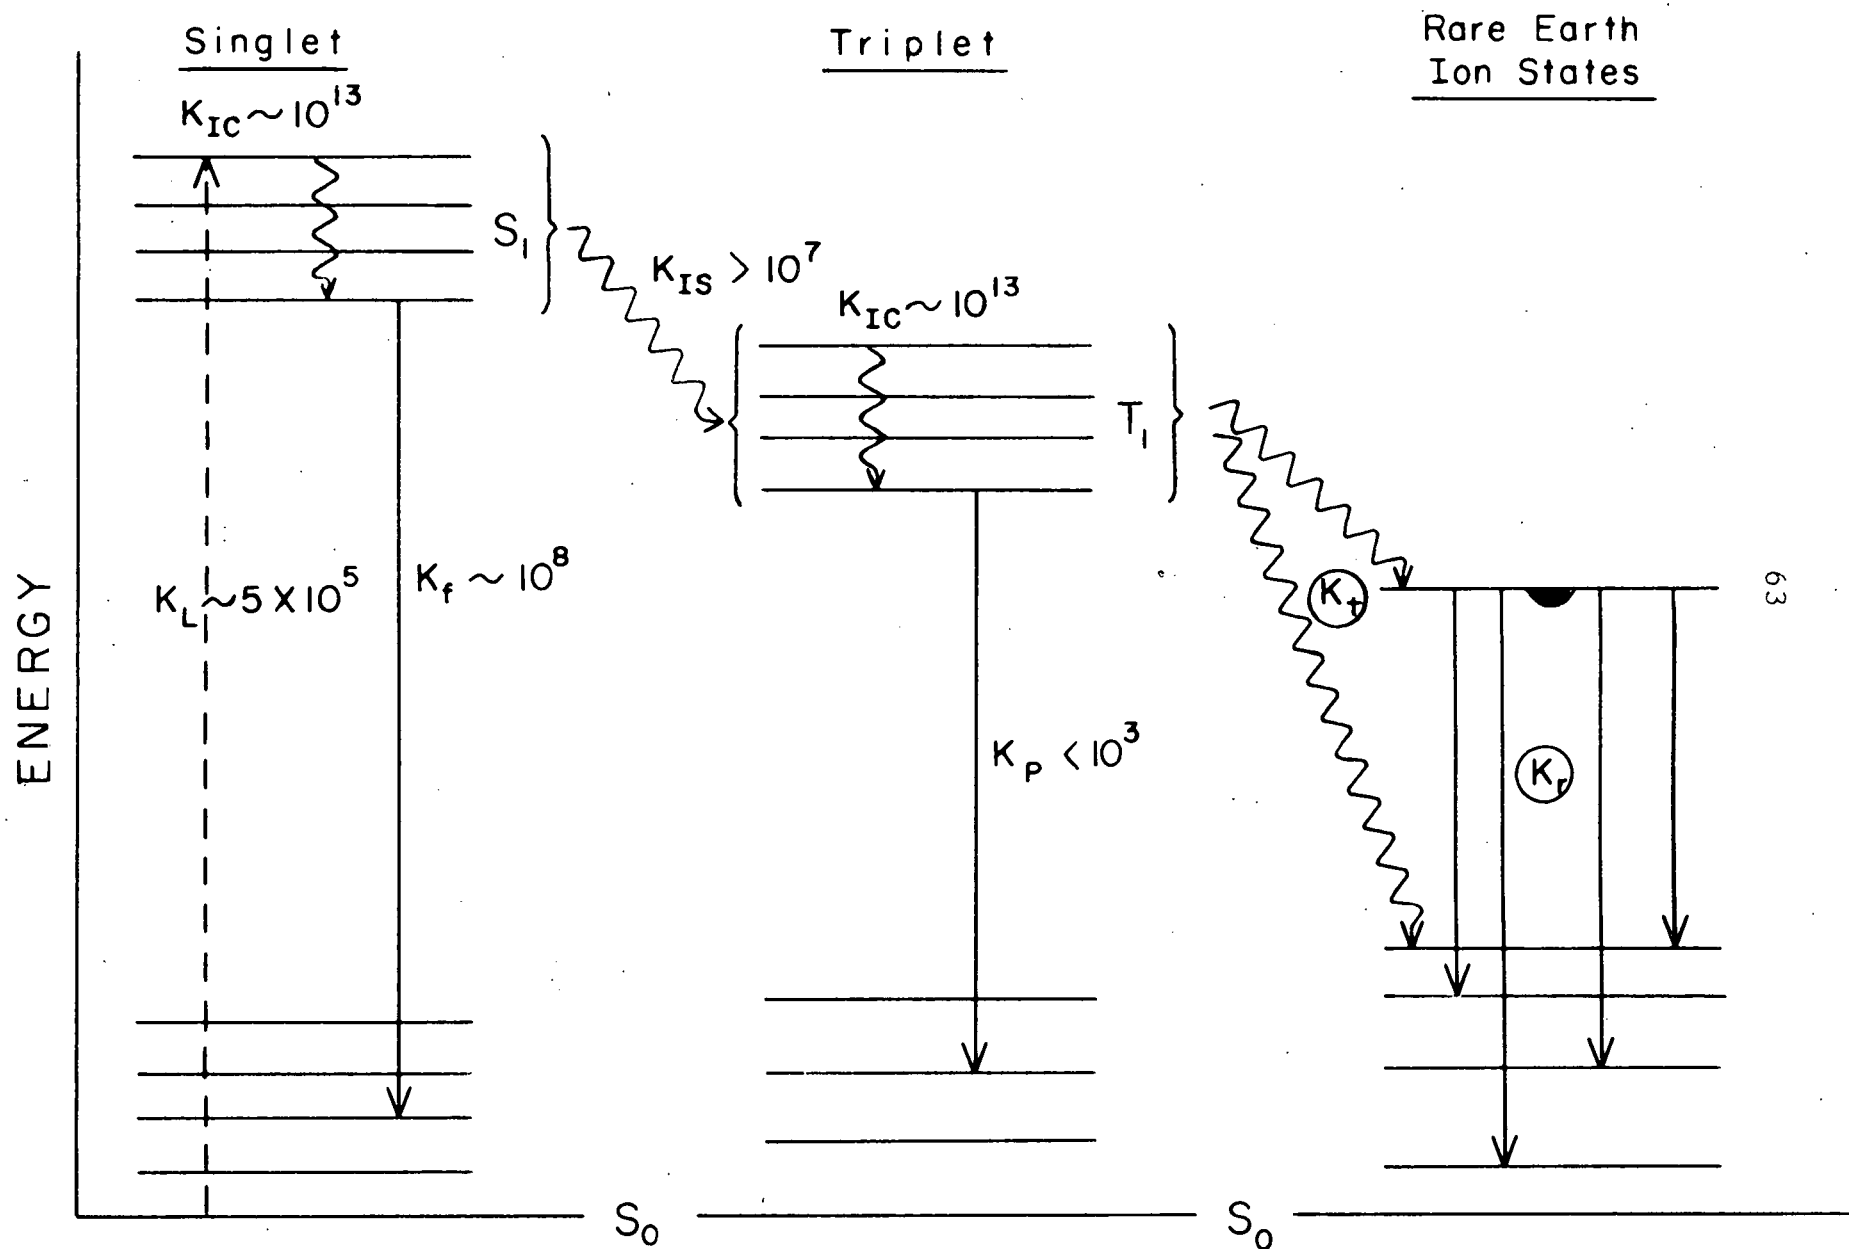 Singlet
Triplet
Rare Earth
Ion States
K_IC ~ 10^13
S_1
K_IS > 10^7
K_IC ~ 10^13
T_1
ENERGY
K_L ~ 5 X 10^5
K_f ~ 10^8
K_t
63
K_P < 10^3
K_r
S_0
S_0